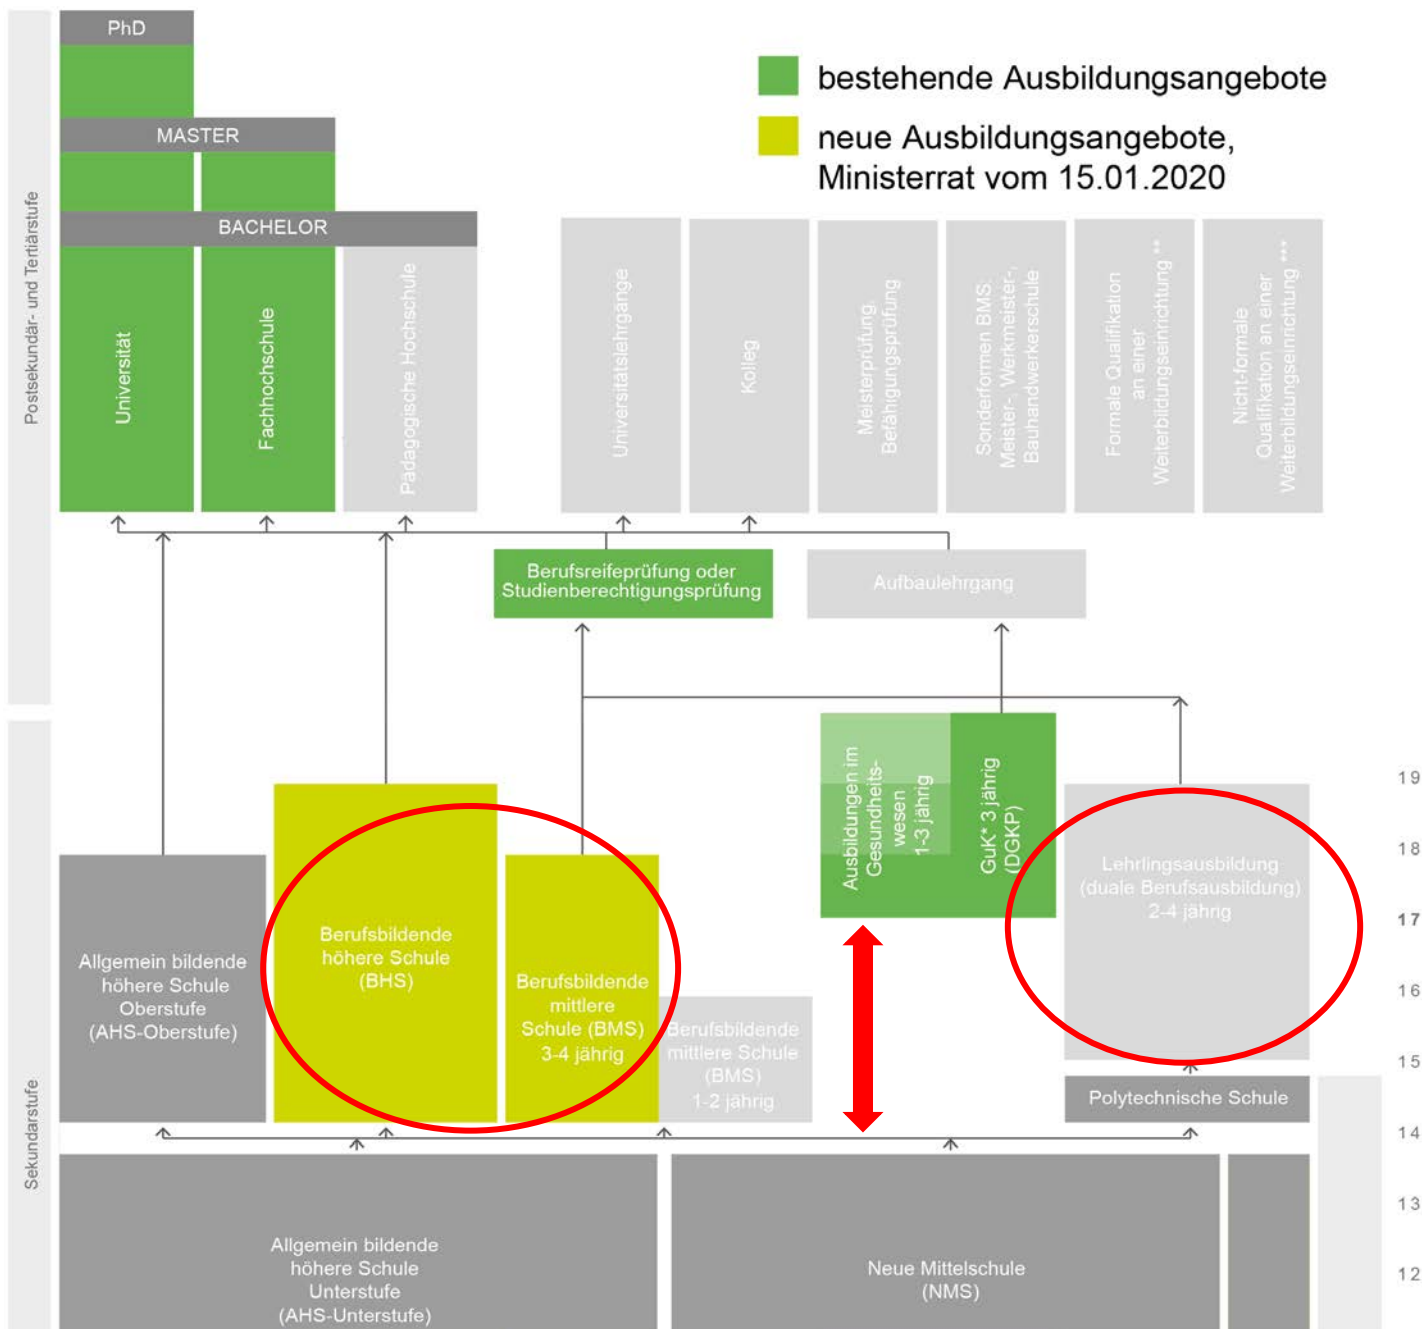 PhD
MASTER
BACHELOR
bestehende Ausbildungsangebote
neue Ausbildungsangebote,
Ministerrat vom 15.01.2020
Postsekundär- und Tertiärstufe
Universität
Fachhochschule
Pädagogische Hochschule
Universitätslehrgänge
Kolleg
Meisterprüfung,
Befähigungsprüfung
Sonderformen BMS:
Meister-, Werkmeister-,
Bauhandwerkerschule
Formale Qualifikation
an einer
Weiterbildungseinrichtung **
Nicht-formale
Qualifikation an einer
Weiterbildungseinrichtung ***
Berufsreifeprüfung oder
Studienberechtigungsprüfung
Aufbaulehrgang
Sekundarstufe
Allgemein bildende
höhere Schule
Oberstufe
(AHS-Oberstufe)
Berufsbildende
höhere Schule
(BHS)
Berufsbildende
mittlere
Schule (BMS)
3-4 jährig
Berufsbildende
mittlere Schule
(BMS)
1-2 jährig
Ausbildungen im
Gesundheits-
wesen
1-3 jährig
GuK* 3 jährig
(DGKP)
Lehrlingsausbildung
(duale Berufsausbildung)
2-4 jährig
Polytechnische Schule
19
18
17
16
15
14
13
12
Allgemein bildende
höhere Schule
Unterstufe
(AHS-Unterstufe)
Neue Mittelschule
(NMS)